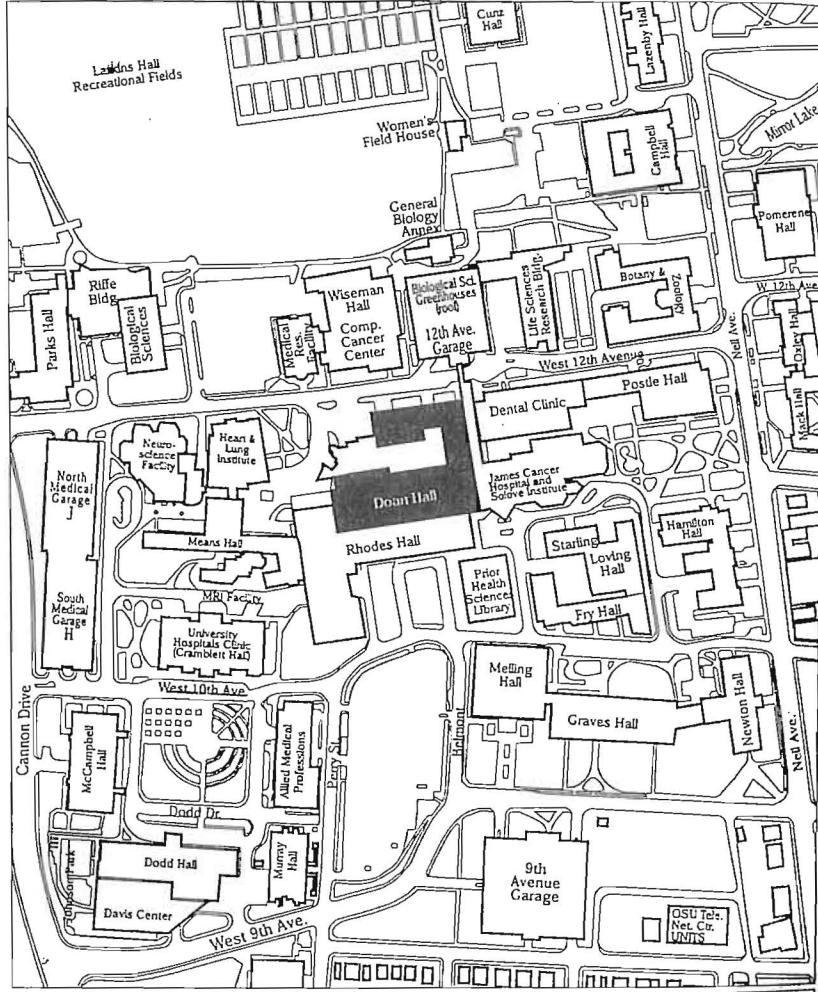 Cunz
Hall
Lazenby Hall
Larkins Hall
Recreational Fields
Women's
Field House
Campbell
Hall
Mirror Lake
General
Biology
Annex
Pomerene
Hall
Riffe
Bldg.
Parks Hall
Biological
Sciences
Wiseman
Hall
Comp.
Cancer
Center
Medical
Res.
Facility
Biological Sci.
Greenhouses
(roof)
12th Ave.
Garage
Life Sciences
Research Bldg.
Botany &
Zoology
W. 12th Ave
Neil Ave.
Oxley Hall
Mack Hall
West 12th Avenue
Dental Clinic
Postle Hall
Neuro-
science
Facility
Heart &
Lung
Institute
North
Medical
Garage
J
Doan Hall
James Cancer
Hospital and
Solove Institute
Means Hall
Rhodes Hall
Starling
Loving
Hall
Hamilton
Hall
MRI Facility
Prior
Health
Sciences
Library
Fry Hall
South
Medical
Garage
H
University
Hospitals Clinic
(Cramblett Hall)
West 10th Ave
Meiling
Hall
Graves Hall
Newton Hall
Neil Ave.
Cannon Drive
McCampbell
Hall
Allied Medical
Professions
Perry St.
Belmont
Dodd Dr.
Dodd Hall
Murray
Hall
Davis Center
West 9th Ave.
9th
Avenue
Garage
OSU Tele.
Net. Ctr.
UNITS